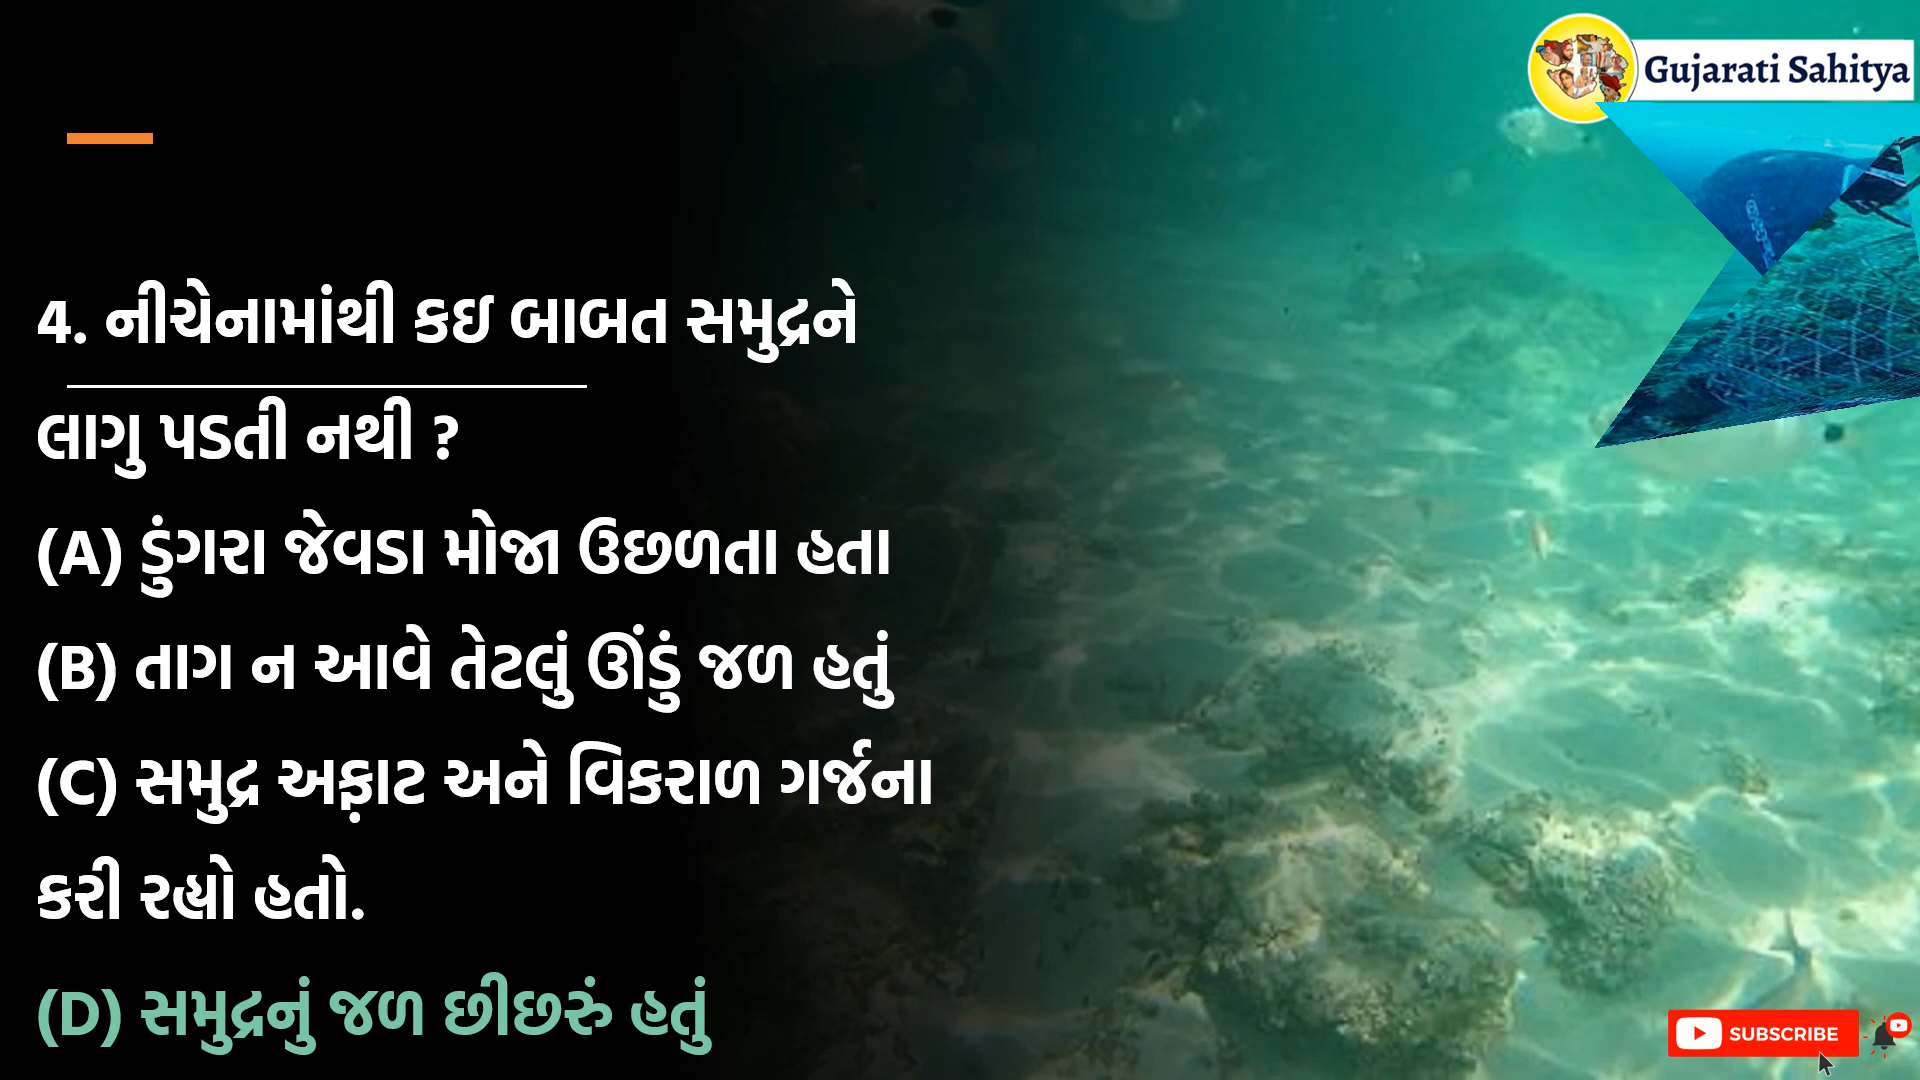 Gujarati Sahitya
4. નીચેનામાંથી કઇ બાબત સમુદ્રને
લાગુ પડતી નથી ?
(A) ડુંગરા જેવડા મોજા ઉછળતા હતા
(B) તાગ ન આવે તેટલું ઊંડું જળ હતું
(C) સમુદ્ર અફાટ અને વિકરાળ ગર્જના
કરી રહ્યો હતો.
(D) સમુદ્રનું જળ છીછરું હતું
SUBSCRIBE